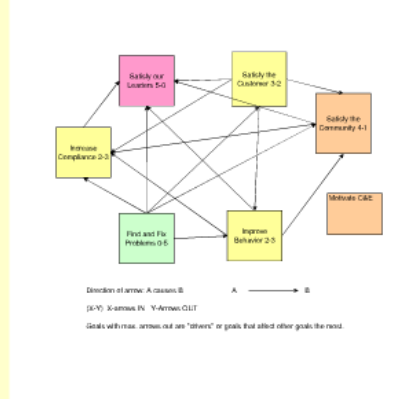 Satisfy our
Leaders 5-0
Satisfy the
Customer 3-2
Satisfy the
Community 4-1
Increase
Compliance 2-3
Motivate C&E
Find and Fix
Problems 0-5
Improve
Behavior 2-3
Direction of arrow: A causes B
A B
(X-Y) X-arrows IN Y-Arrows OUT
Goals with max. arrows out are "drivers" or goals that affect other goals the most.